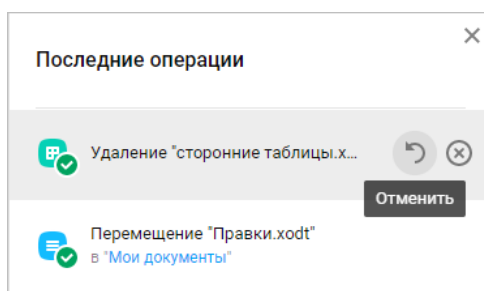 Последние операции
Удаление "сторонние таблицы.х...
Отменить
Перемещение "Правки.xodt"
в "Мои документы"